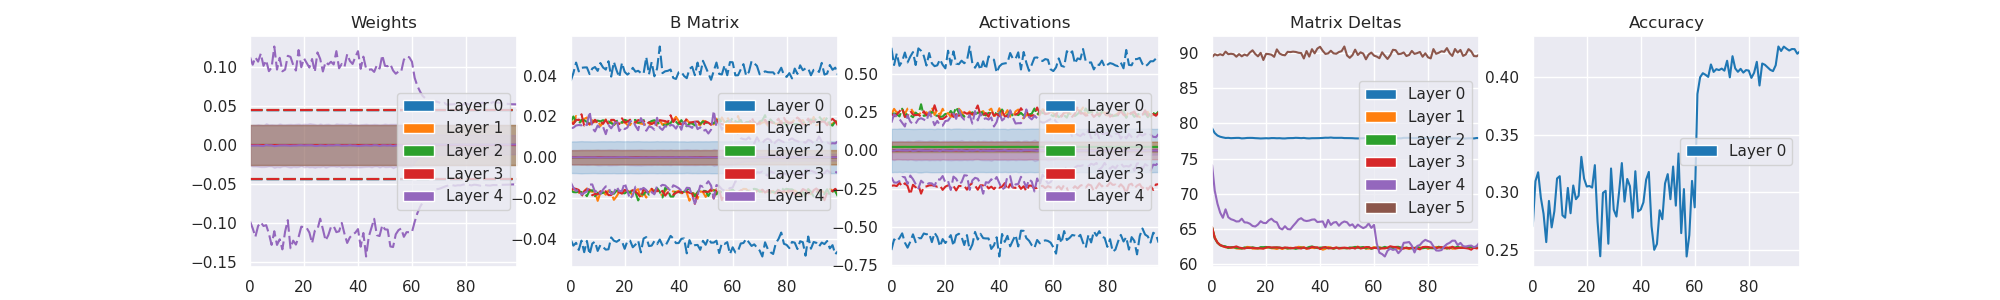 Weights
0.10
0.05
0.00
−0.05
−0.10
−0.15
0 20 40 60 80
Layer 0
Layer 1
Layer 2
Layer 3
Layer 4
B Matrix
0.04
0.02
0.00
−0.02
−0.04
0 20 40 60 80
Layer 0
Layer 1
Layer 2
Layer 3
Layer 4
Activations
0.50
0.25
0.00
−0.25
−0.50
−0.75
0 20 40 60 80
Layer 0
Layer 1
Layer 2
Layer 3
Layer 4
Matrix Deltas
90
85
80
75
70
65
60
0 20 40 60 80
Layer 0
Layer 1
Layer 2
Layer 3
Layer 4
Layer 5
Accuracy
0.40
0.35
0.30
0.25
0 20 40 60 80
Layer 0